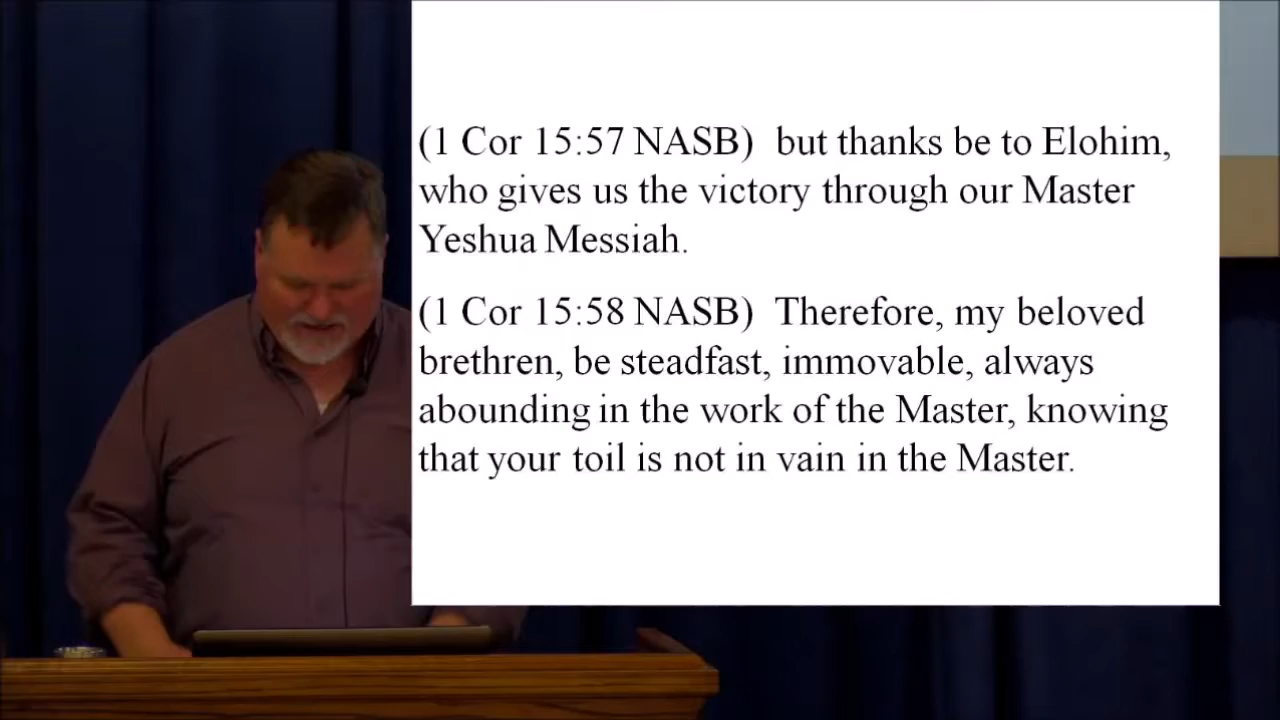 (1 Cor 15:57 NASB)  but thanks be to Elohim,
who gives us the victory through our Master
Yeshua Messiah.
(1 Cor 15:58 NASB)  Therefore, my beloved
brethren, be steadfast, immovable, always
abounding in the work of the Master, knowing
that your toil is not in vain in the Master.